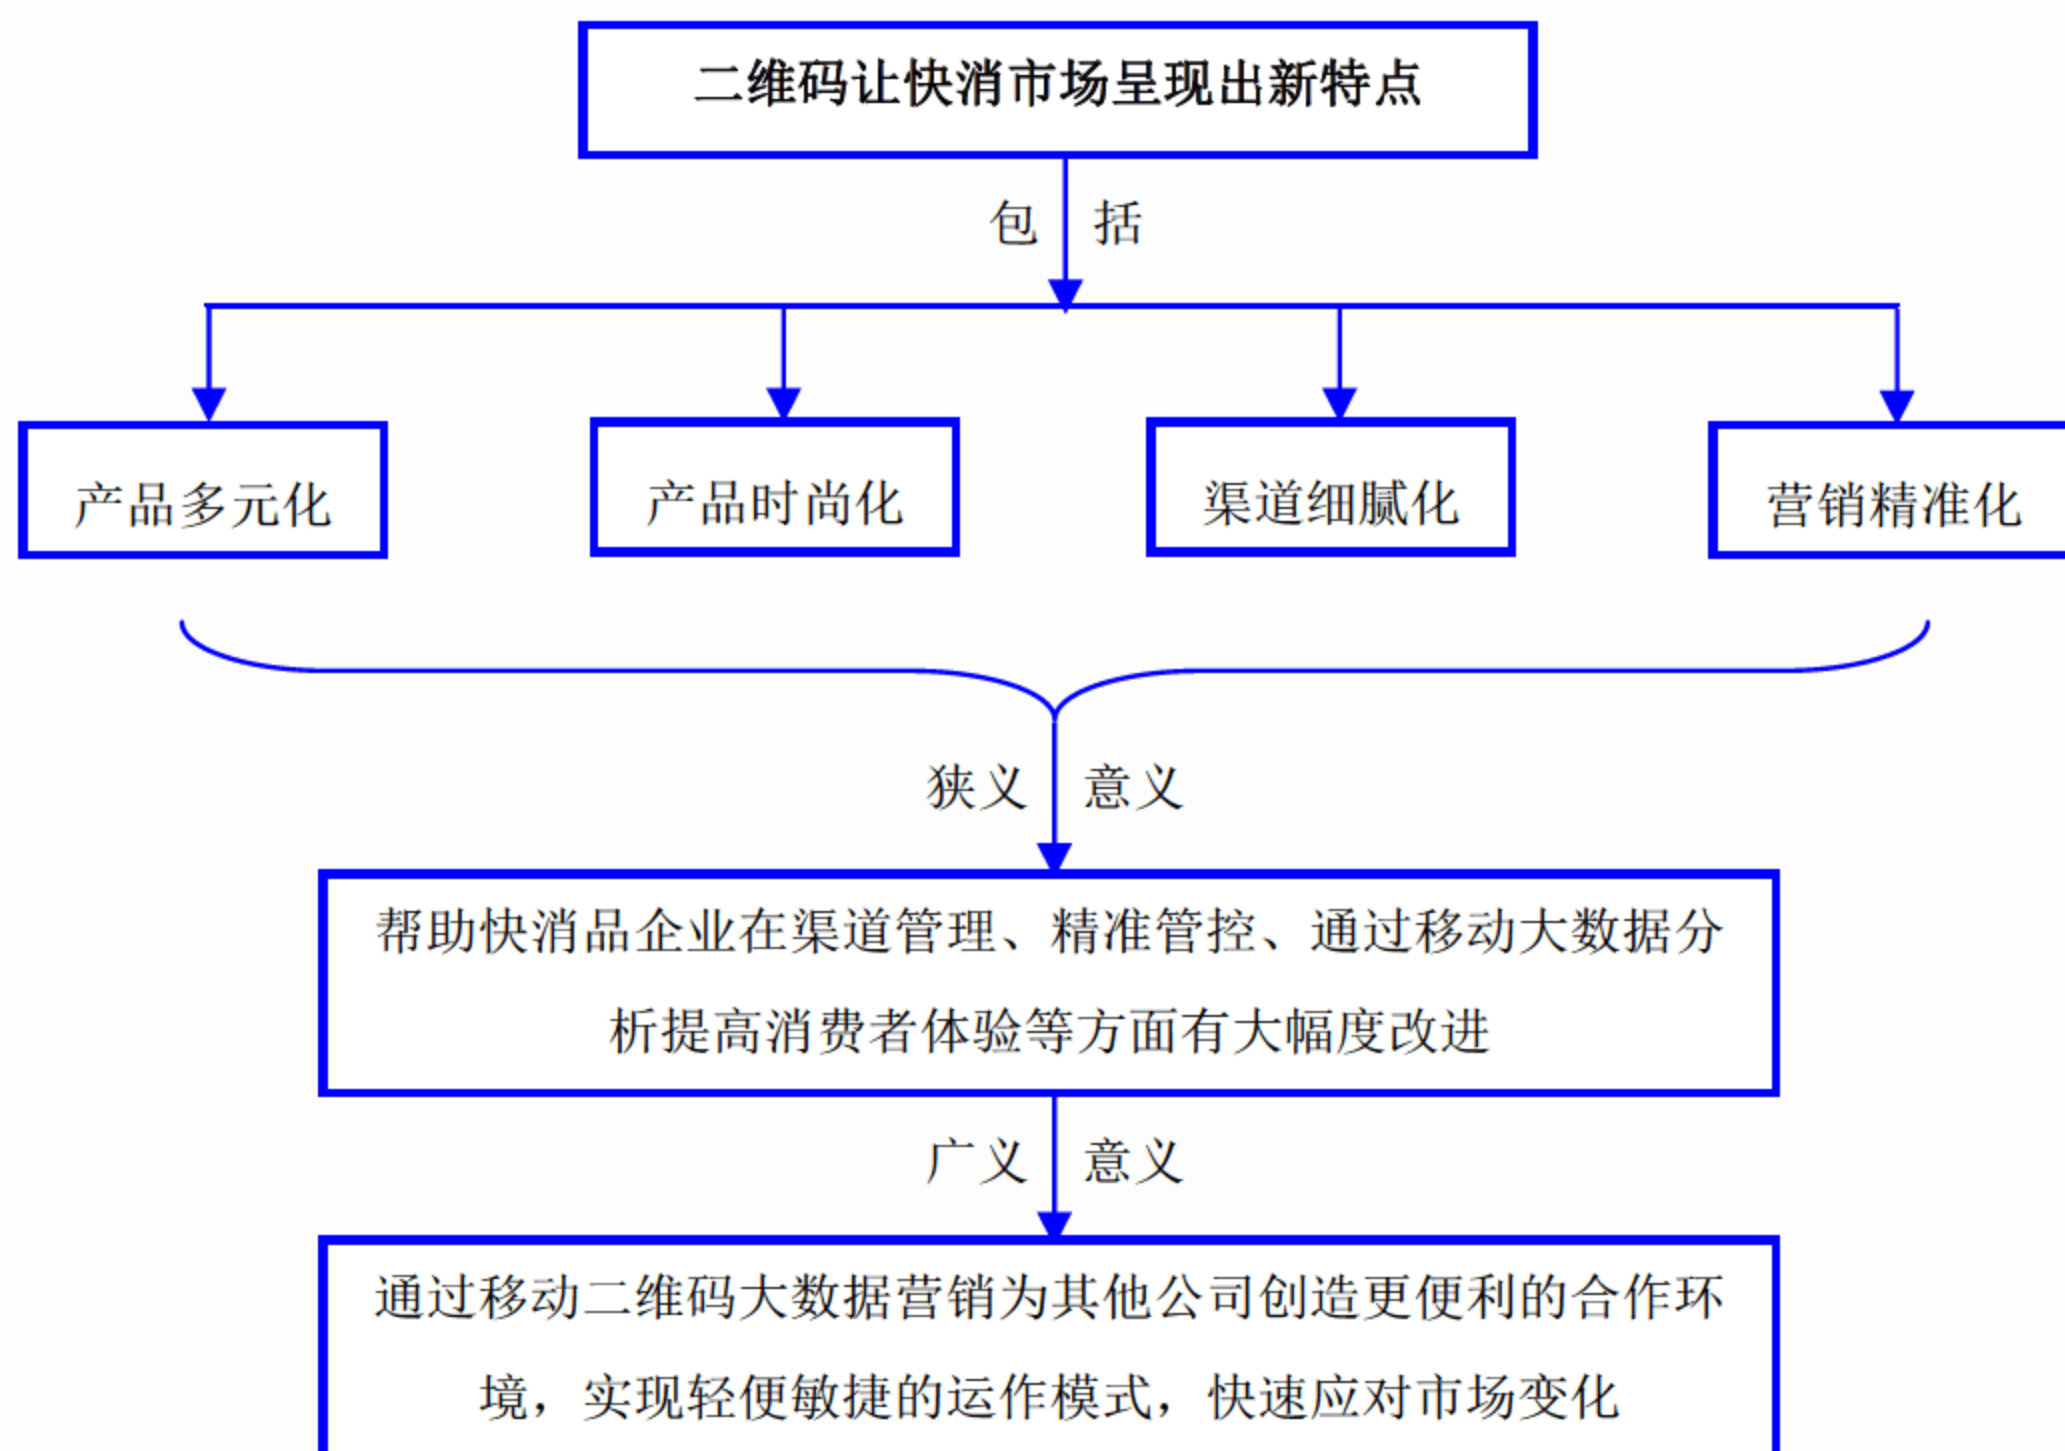 二维码让快消市场呈现出新特点
包 括
产品多元化
产品时尚化
渠道细腻化
营销精准化
狭义 意义
帮助快消品企业在渠道管理、精准管控、通过移动大数据分
析提高消费者体验等方面有大幅度改进
广义 意义
通过移动二维码大数据营销为其他公司创造更便利的合作环
境，实现轻便敏捷的运作模式，快速应对市场变化